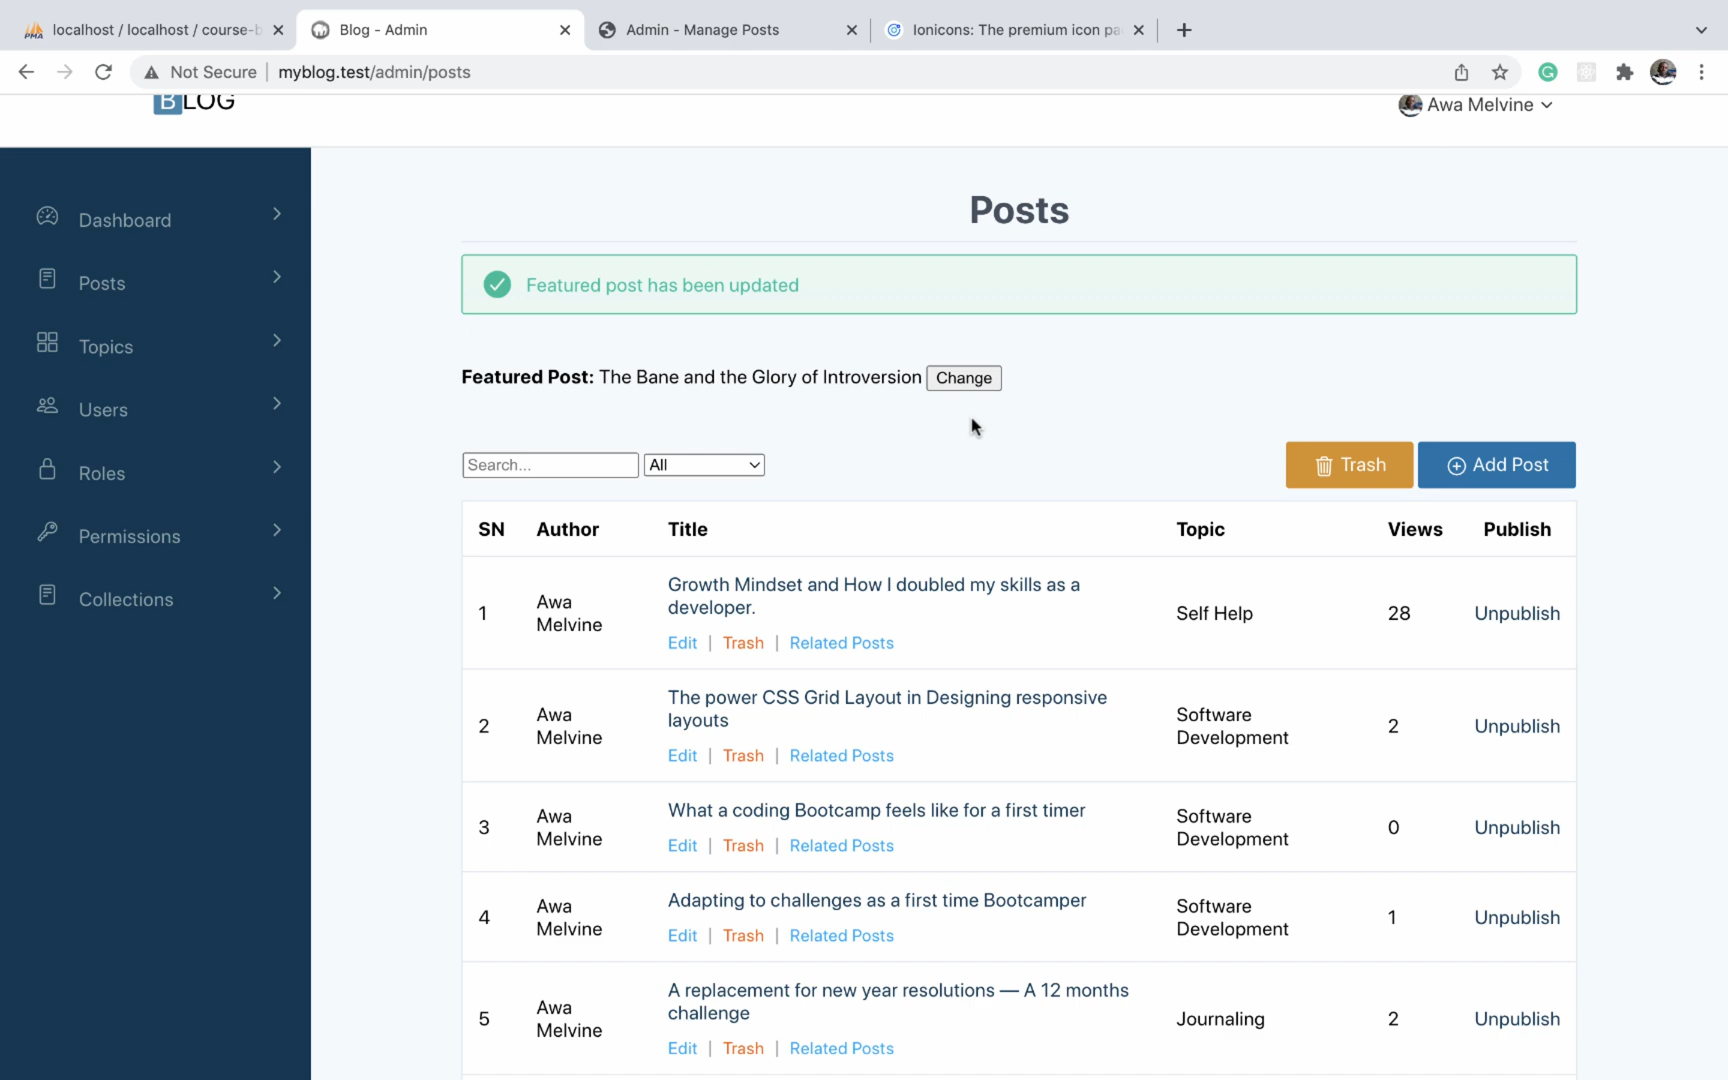 localhost / localhost / course-b
Blog - Admin
Admin - Manage Posts
Ionicons: The premium icon pa
Not Secure
myblog.test/admin/posts
BLOG
Awa Melvine
Dashboard
Posts
Topics
Users
Roles
Permissions
Collections
Posts
Featured post has been updated
Featured Post: The Bane and the Glory of Introversion Change
Search...
All
Trash
Add Post
SN Author Title Topic Views Publish
1
Awa
Melvine
Growth Mindset and How I doubled my skills as a
developer.
Edit | Trash | Related Posts
Self Help
28
Unpublish
2
Awa
Melvine
The power CSS Grid Layout in Designing responsive
layouts
Edit | Trash | Related Posts
Software
Development
2
Unpublish
3
Awa
Melvine
What a coding Bootcamp feels like for a first timer
Edit | Trash | Related Posts
Software
Development
0
Unpublish
4
Awa
Melvine
Adapting to challenges as a first time Bootcamper
Edit | Trash | Related Posts
Software
Development
1
Unpublish
5
Awa
Melvine
A replacement for new year resolutions — A 12 months
challenge
Edit | Trash | Related Posts
Journaling
2
Unpublish